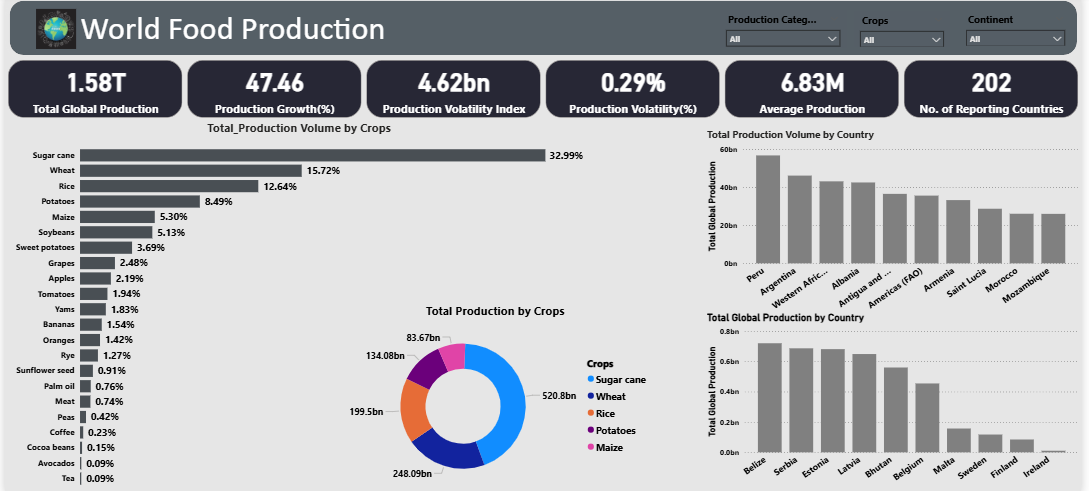 World Food Production
Production Categ...
All
Crops
All
Continent
All
1.58T
Total Global Production
47.46
Production Growth(%)
4.62bn
Production Volatility Index
0.29%
Production Volatility(%)
6.83M
Average Production
202
No. of Reporting Countries
Total_Production Volume by Crops
Sugar cane 32.99%
Wheat 15.72%
Rice 12.64%
Potatoes 8.49%
Maize 5.30%
Soybeans 5.13%
Sweet potatoes 3.69%
Grapes 2.48%
Apples 2.19%
Tomatoes 1.94%
Yams 1.83%
Bananas 1.54%
Oranges 1.42%
Rye 1.27%
Sunflower seed 0.91%
Palm oil 0.76%
Meat 0.74%
Peas 0.42%
Coffee 0.23%
Cocoa beans 0.15%
Avocados 0.09%
Tea 0.09%
Total Production by Crops
83.67bn
134.08bn
199.5bn
248.09bn
520.8bn
Crops
Sugar cane
Wheat
Rice
Potatoes
Maize
Total Production Volume by Country
Total Global Production
60bn
40bn
20bn
0bn
Peru
Argentina
Western Afric...
Albania
Antigua and ...
Americas (FAO)
Armenia
Saint Lucia
Morocco
Mozambique
Total Global Production by Country
Total Global Production
0.8bn
0.6bn
0.4bn
0.2bn
0.0bn
Belize
Serbia
Estonia
Latvia
Bhutan
Belgium
Malta
Sweden
Finland
Ireland